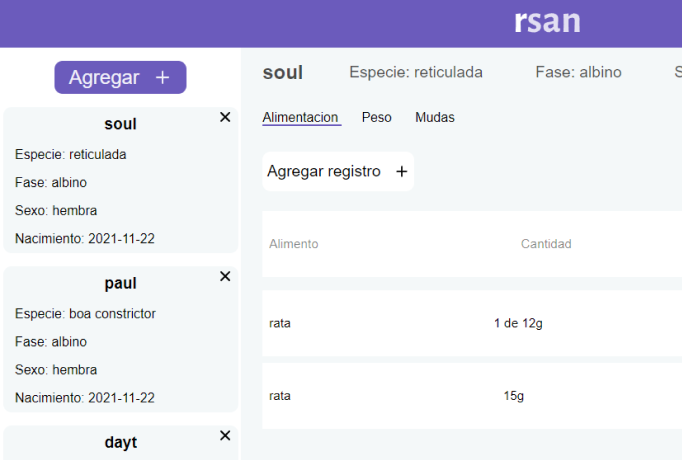 rsan
Agregar +
soul
Especie: reticulada
Fase: albino
Sexo: hembra
Nacimiento: 2021-11-22
paul
Especie: boa constrictor
Fase: albino
Sexo: hembra
Nacimiento: 2021-11-22
dayt
soul Especie: reticulada Fase: albino S
Alimentacion Peso Mudas
Agregar registro +
Alimento Cantidad
rata 1 de 12g
rata 15g